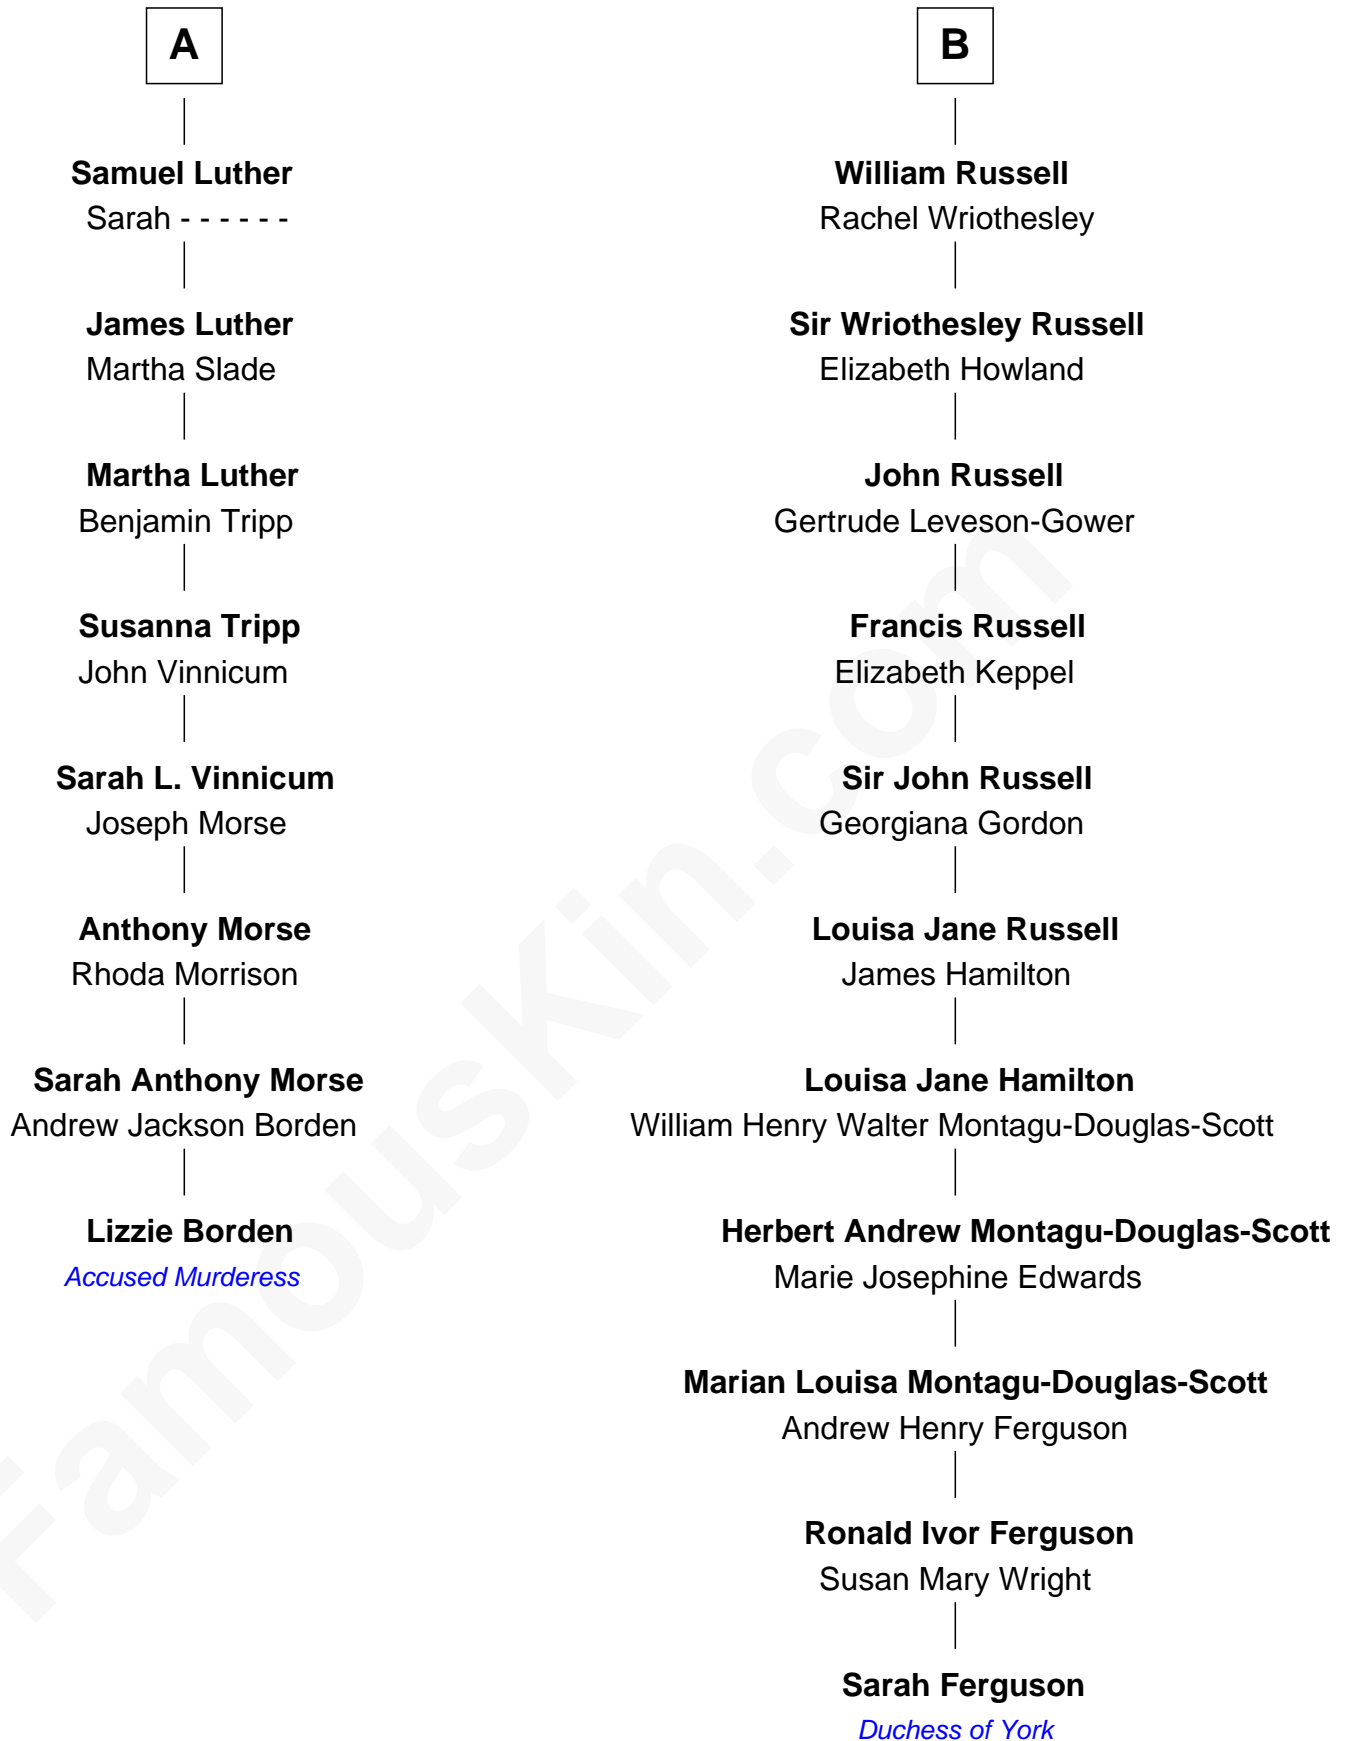 A
Samuel Luther
Sarah - - - - - -
James Luther
Martha Slade
Martha Luther
Benjamin Tripp
Susanna Tripp
John Vinnicum
Sarah L. Vinnicum
Joseph Morse
Anthony Morse
Rhoda Morrison
Sarah Anthony Morse
Andrew Jackson Borden
Lizzie Borden
Accused Murderess
B
William Russell
Rachel Wriothesley
Sir Wriothesley Russell
Elizabeth Howland
John Russell
Gertrude Leveson-Gower
Francis Russell
Elizabeth Keppel
Sir John Russell
Georgiana Gordon
Louisa Jane Russell
James Hamilton
Louisa Jane Hamilton
William Henry Walter Montagu-Douglas-Scott
Herbert Andrew Montagu-Douglas-Scott
Marie Josephine Edwards
Marian Louisa Montagu-Douglas-Scott
Andrew Henry Ferguson
Ronald Ivor Ferguson
Susan Mary Wright
Sarah Ferguson
Duchess of York
FamousKin.com